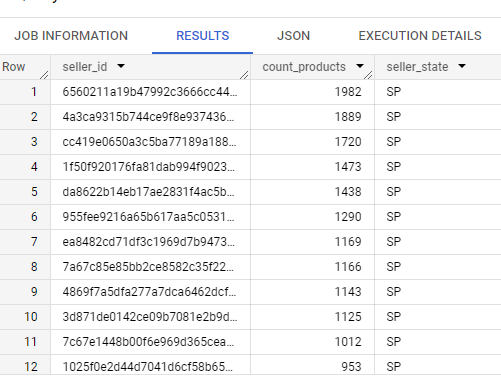 JOB INFORMATION RESULTS JSON EXECUTION DETAILS
Row seller_id count_products seller_state
1 6560211a19b47992c3666cc44... 1982 SP
2 4a3ca9315b744ce9f8e937436... 1889 SP
3 cc419e0650a3c5ba77189a188... 1720 SP
4 1f50f920176fa81dab994f9023... 1473 SP
5 da8622b14eb17ae2831f4ac5b... 1438 SP
6 955fee9216a65b617aa5c0531... 1290 SP
7 ea8482cd71df3c1969d7b9473... 1169 SP
8 7a67c85e85bb2ce8582c35f22... 1166 SP
9 4869f7a5dfa277a7dca6462dcf... 1143 SP
10 3d871de0142ce09b7081e2b9d... 1125 SP
11 7c67e1448b00f6e969d365cea... 1012 SP
12 1025f0e2d44d7041d6cf58b65... 953 SP